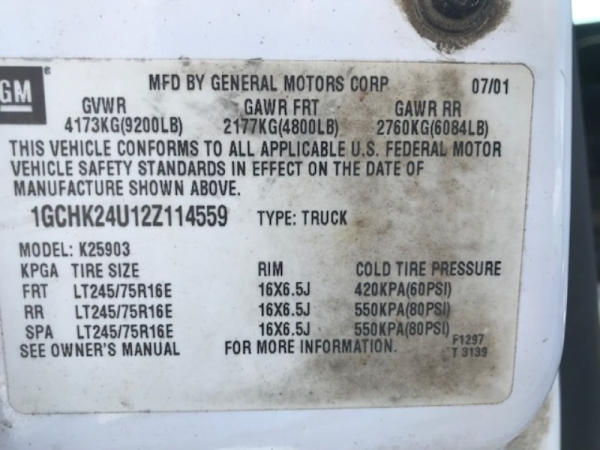 GM ® MFD BY GENERAL MOTORS CORP 07/01
GVWR GAWR FRT GAWR RR
4173KG(9200LB) 2177KG(4800LB) 2760KG(6084LB)
THIS VEHICLE CONFORMS TO ALL APPLICABLE U.S. FEDERAL MOTOR
VEHICLE SAFETY STANDARDS IN EFFECT ON THE DATE OF
MANUFACTURE SHOWN ABOVE.
1GCHK24U12Z114559 TYPE: TRUCK
MODEL: K25903
KPGA TIRE SIZE RIM COLD TIRE PRESSURE
FRT LT245/75R16E 16X6.5J 420KPA(60PSI)
RR LT245/75R16E 16X6.5J 550KPA(80PSI)
SPA LT245/75R16E 16X6.5J 550KPA(80PSI)
SEE OWNER'S MANUAL FOR MORE INFORMATION. F1297
T 3139